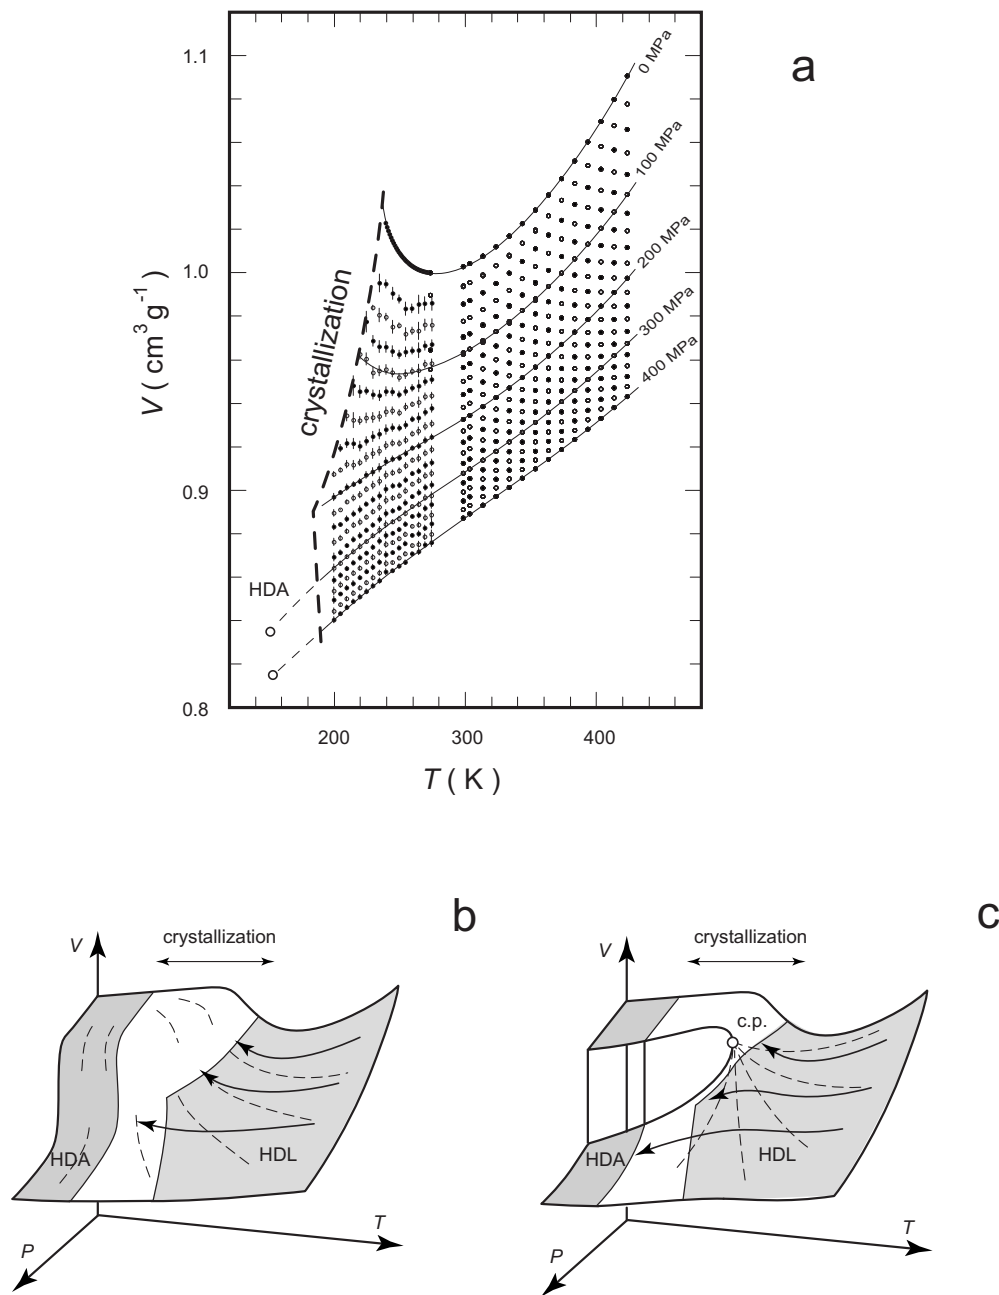 a
1.1
1.0
0.9
0.8
V ( cm³g⁻¹ )
0 MPa
100 MPa
200 MPa
300 MPa
400 MPa
crystallization
HDA
200
300
400
T ( K )
b
crystallization
V
HDA
HDL
T
P
c
crystallization
V
c.p.
HDA
HDL
T
P